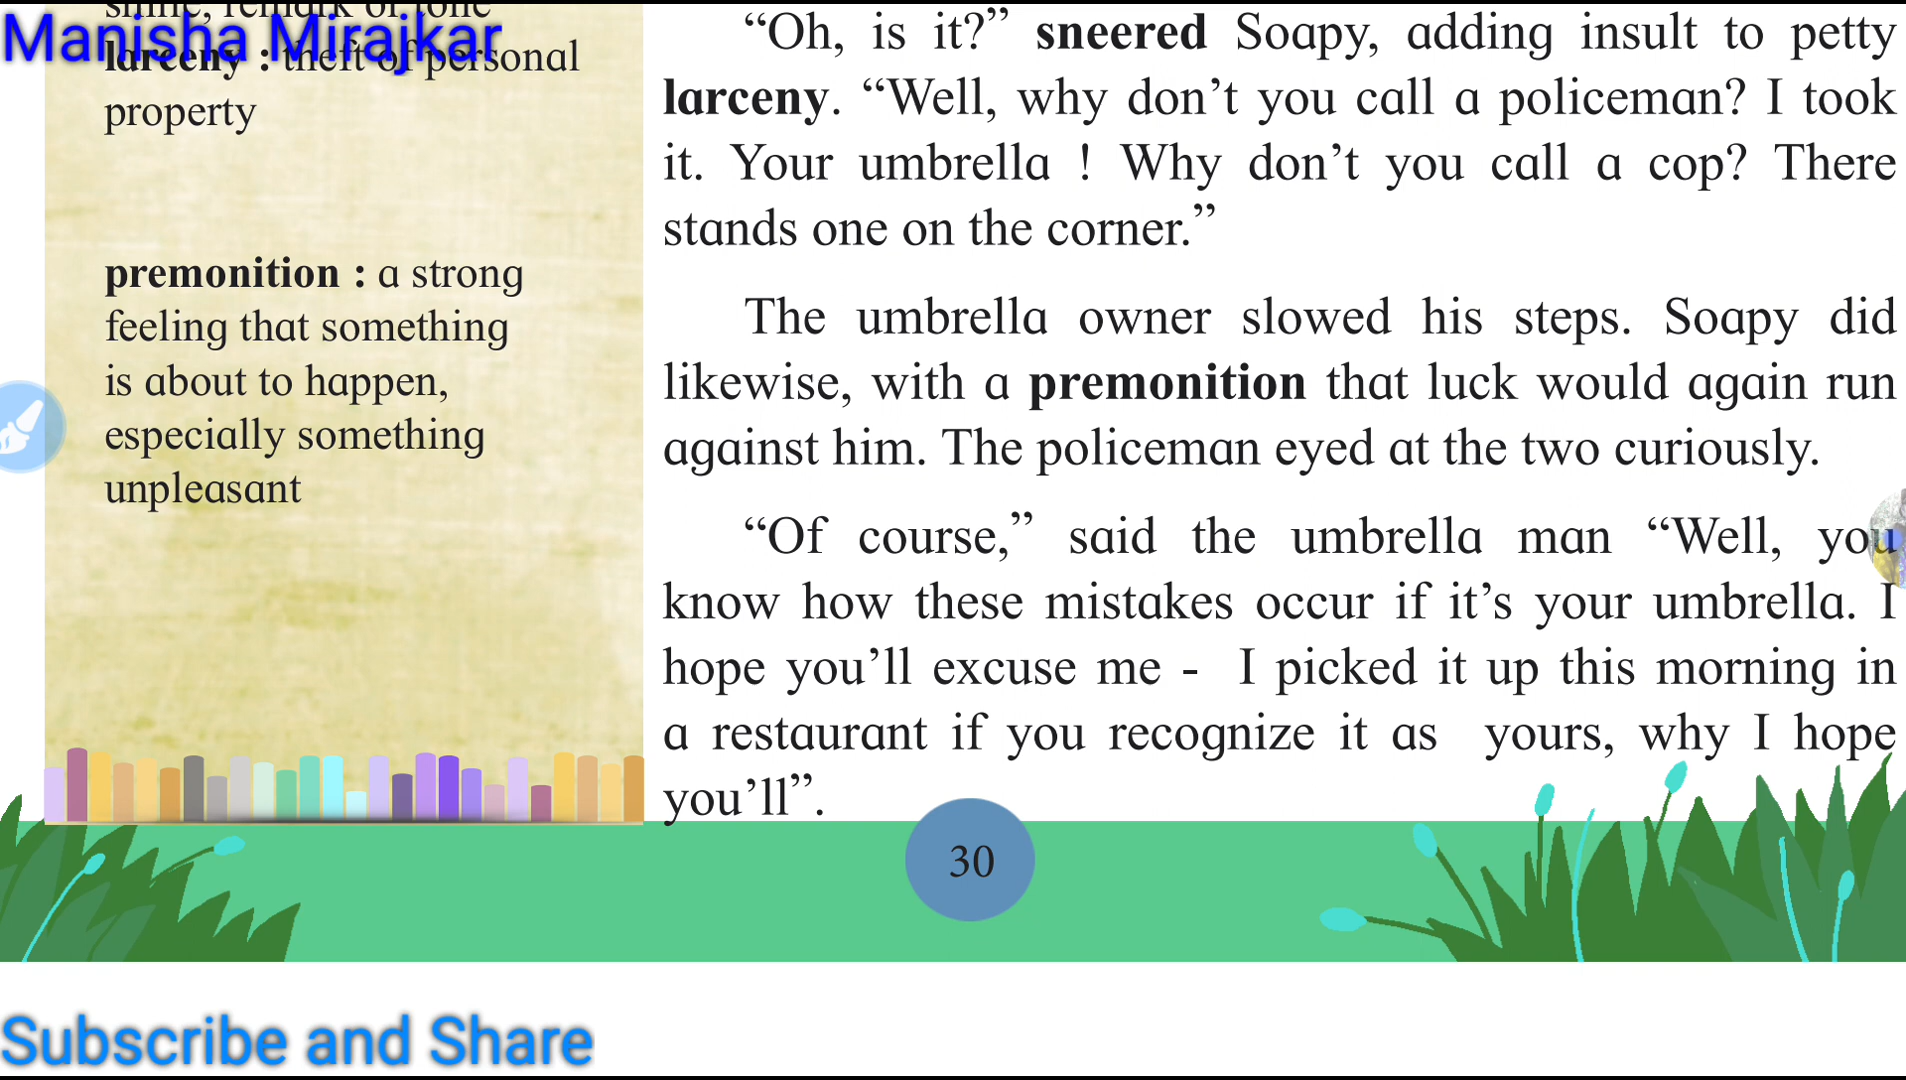 smile, remark or tone
Manisha Mirajkar
larceny : theft of personal
property
premonition : a strong
feeling that something
is about to happen,
especially something
unpleasant
“Oh, is it?” sneered Soapy, adding insult to petty
larceny. “Well, why don’t you call a policeman? I took
it. Your umbrella ! Why don’t you call a cop? There
stands one on the corner.”
The umbrella owner slowed his steps. Soapy did
likewise, with a premonition that luck would again run
against him. The policeman eyed at the two curiously.
“Of course,” said the umbrella man “Well, you
know how these mistakes occur if it’s your umbrella. I
hope you’ll excuse me - I picked it up this morning in
a restaurant if you recognize it as yours, why I hope
you’ll”.
30
Subscribe and Share